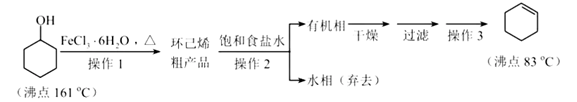 OH
FeCl₃·6H₂O，△
操作 1
环己烯
粗产品
饱和食盐水
操作 2
有机相
干燥
过滤
操作 3
水相（弃去）
（沸点 161 ℃）
（沸点 83 ℃）